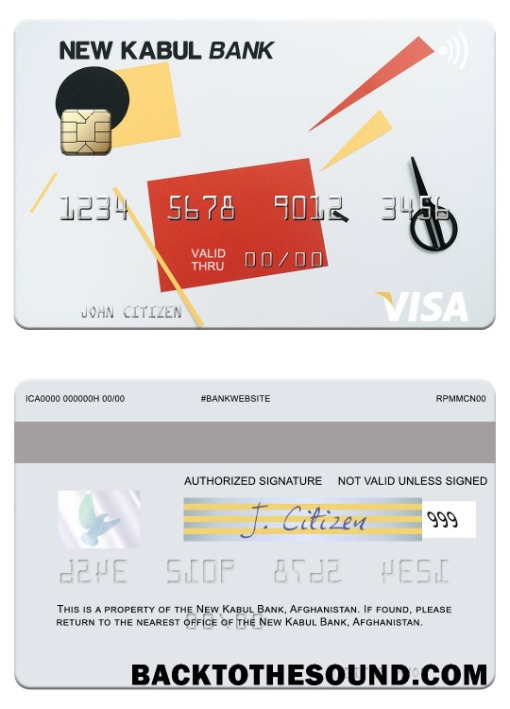 NEW KABUL BANK
1234 5678 9012 3456
VALID
THRU 00/00
JOHN CITIZEN
VISA
ICA0000 000000H 00/00 #BANKWEBSITE RPMMCN00
AUTHORIZED SIGNATURE NOT VALID UNLESS SIGNED
J. Citizen 999
THIS IS A PROPERTY OF THE NEW KABUL BANK, AFGHANISTAN. IF FOUND, PLEASE
RETURN TO THE NEAREST OFFICE OF THE NEW KABUL BANK, AFGHANISTAN.
BACKTOTHESOUND.COM